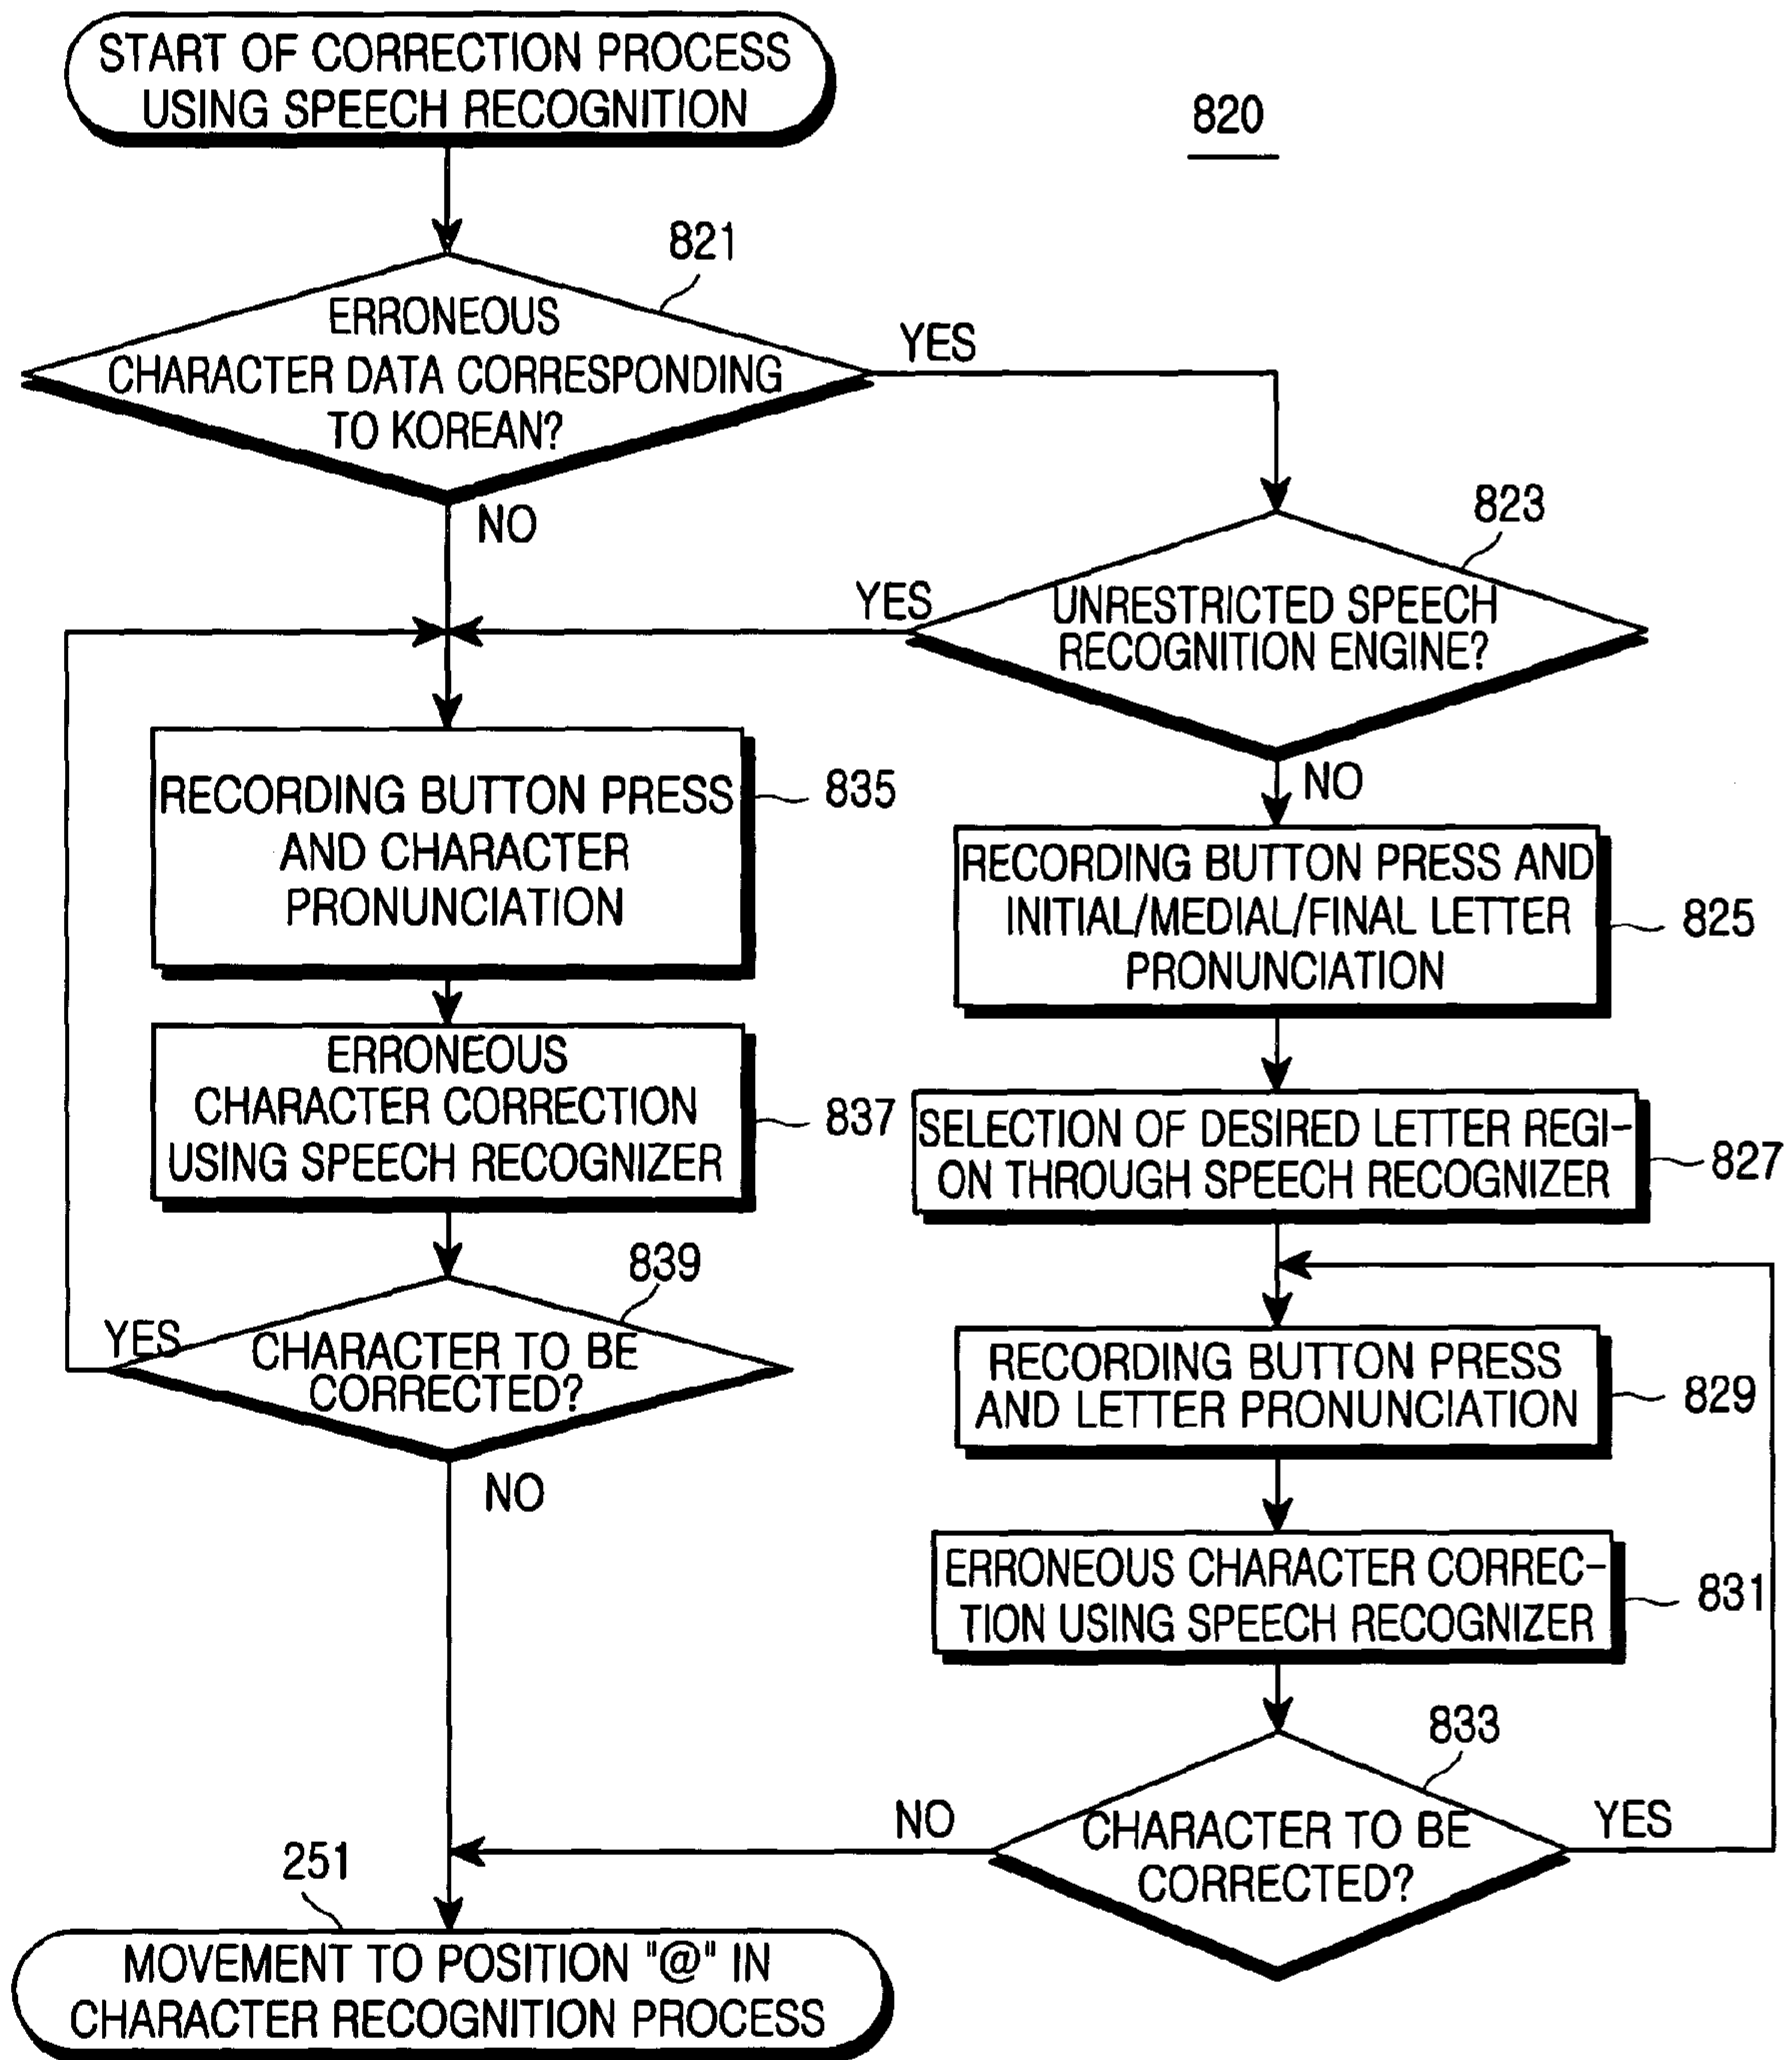 START OF CORRECTION PROCESS
USING SPEECH RECOGNITION
820
821
ERRONEOUS
CHARACTER DATA CORRESPONDING
TO KOREAN?
YES
NO
823
YES
UNRESTRICTED SPEECH
RECOGNITION ENGINE?
NO
RECORDING BUTTON PRESS
AND CHARACTER
PRONUNCIATION
835
RECORDING BUTTON PRESS AND
INITIAL/MEDIAL/FINAL LETTER
PRONUNCIATION
825
ERRONEOUS
CHARACTER CORRECTION
USING SPEECH RECOGNIZER
837
SELECTION OF DESIRED LETTER REGI-
ON THROUGH SPEECH RECOGNIZER
827
839
YES
CHARACTER TO BE
CORRECTED?
NO
RECORDING BUTTON PRESS
AND LETTER PRONUNCIATION
829
ERRONEOUS CHARACTER CORREC-
TION USING SPEECH RECOGNIZER
831
833
NO
CHARACTER TO BE
CORRECTED?
YES
251
MOVEMENT TO POSITION "@" IN
CHARACTER RECOGNITION PROCESS